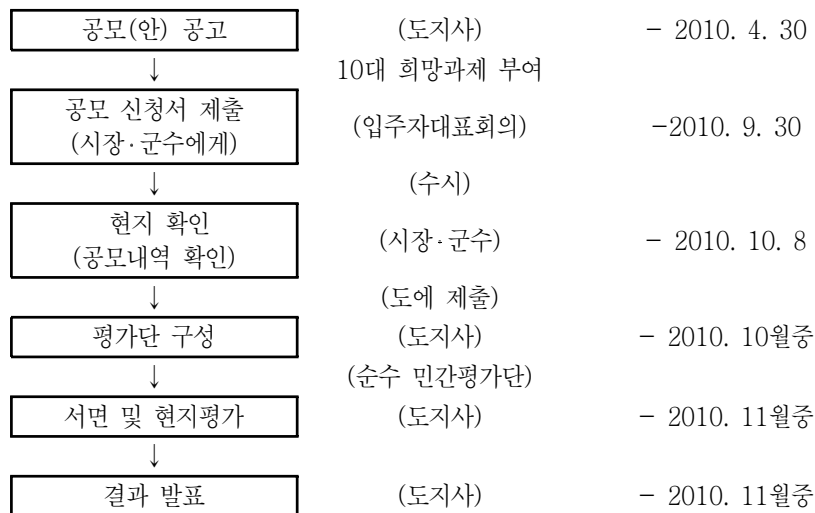 공모(안) 공고 (도지사) - 2010. 4. 30
↓ 10대 희망과제 부여
공모 신청서 제출
(시장·군수에게) (입주자대표회의) -2010. 9. 30
↓ (수시)
현지 확인
(공모내역 확인) (시장·군수) - 2010. 10. 8
↓ (도에 제출)
평가단 구성 (도지사) - 2010. 10월중
↓ (순수 민간평가단)
서면 및 현지평가 (도지사) - 2010. 11월중
↓
결과 발표 (도지사) - 2010. 11월중